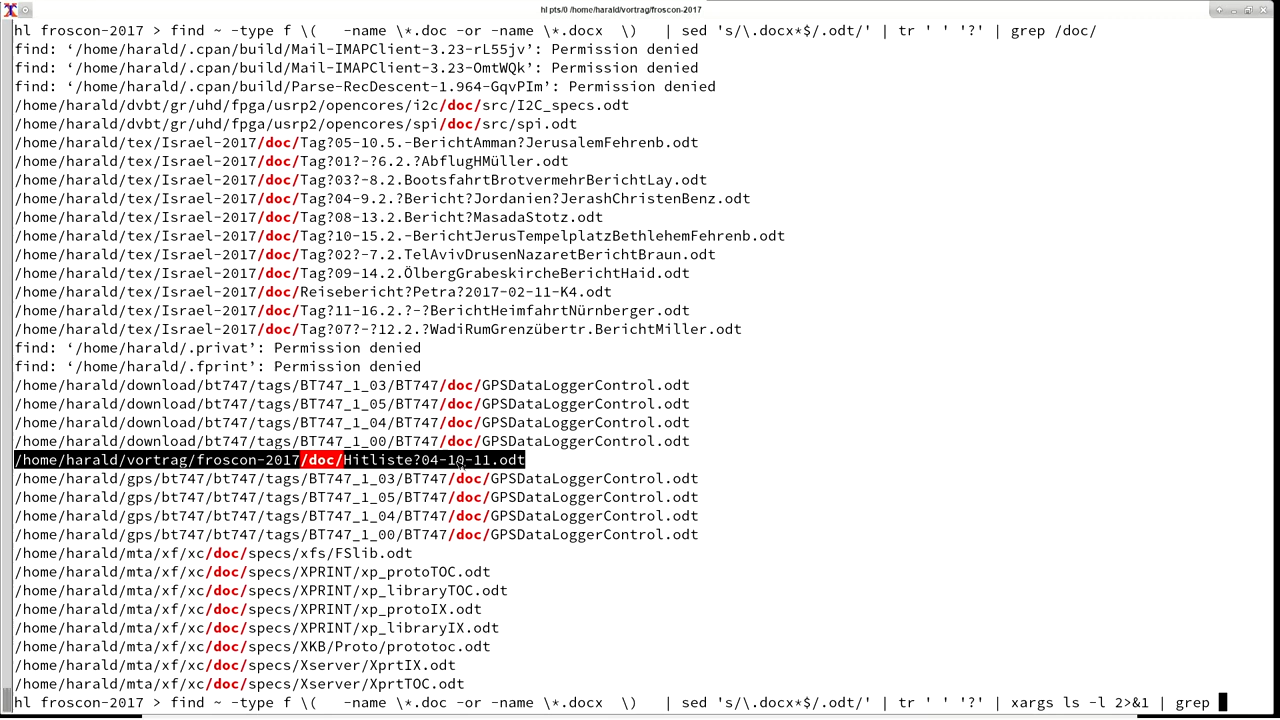 hl pts/0 /home/harald/vortrag/froscon-2017
hl froscon-2017 > find ~ -type f \(   -name \*.doc -or -name \*.docx  \)   | sed 's/\.docx*$/.odt/' | tr ' ' '?' | grep /doc/
find: ‘/home/harald/.cpan/build/Mail-IMAPClient-3.23-rL55jv’: Permission denied
find: ‘/home/harald/.cpan/build/Mail-IMAPClient-3.23-OmtWQk’: Permission denied
find: ‘/home/harald/.cpan/build/Parse-RecDescent-1.964-GqvPIm’: Permission denied
/home/harald/dvbt/gr/uhd/fpga/usrp2/opencores/i2c/doc/src/I2C_specs.odt
/home/harald/dvbt/gr/uhd/fpga/usrp2/opencores/spi/doc/src/spi.odt
/home/harald/tex/Israel-2017/doc/Tag?05-10.5.-BerichtAmman?JerusalemFehrenb.odt
/home/harald/tex/Israel-2017/doc/Tag?01?-?6.2.?AbflugHMüller.odt
/home/harald/tex/Israel-2017/doc/Tag?03?-8.2.BootsfahrtBrotvermehrBerichtLay.odt
/home/harald/tex/Israel-2017/doc/Tag?04-9.2.?Bericht?Jordanien?JerashChristenBenz.odt
/home/harald/tex/Israel-2017/doc/Tag?08-13.2.Bericht?MasadaStotz.odt
/home/harald/tex/Israel-2017/doc/Tag?10-15.2.-BerichtJerusTempelplatzBethlehemFehrenb.odt
/home/harald/tex/Israel-2017/doc/Tag?02?-7.2.TelAvivDrusenNazaretBerichtBraun.odt
/home/harald/tex/Israel-2017/doc/Tag?09-14.2.ÖlbergGrabeskircheBerichtHaid.odt
/home/harald/tex/Israel-2017/doc/Reisebericht?Petra?2017-02-11-K4.odt
/home/harald/tex/Israel-2017/doc/Tag?11-16.2.?-?BerichtHeimfahrtNürnberger.odt
/home/harald/tex/Israel-2017/doc/Tag?07?-?12.2.?WadiRumGrenzübertr.BerichtMiller.odt
find: ‘/home/harald/.privat’: Permission denied
find: ‘/home/harald/.fprint’: Permission denied
/home/harald/download/bt747/tags/BT747_1_03/BT747/doc/GPSDataLoggerControl.odt
/home/harald/download/bt747/tags/BT747_1_05/BT747/doc/GPSDataLoggerControl.odt
/home/harald/download/bt747/tags/BT747_1_04/BT747/doc/GPSDataLoggerControl.odt
/home/harald/download/bt747/tags/BT747_1_00/BT747/doc/GPSDataLoggerControl.odt
/home/harald/vortrag/froscon-2017/doc/Hitliste?04-10-11.odt
/home/harald/gps/bt747/bt747/tags/BT747_1_03/BT747/doc/GPSDataLoggerControl.odt
/home/harald/gps/bt747/bt747/tags/BT747_1_05/BT747/doc/GPSDataLoggerControl.odt
/home/harald/gps/bt747/bt747/tags/BT747_1_04/BT747/doc/GPSDataLoggerControl.odt
/home/harald/gps/bt747/bt747/tags/BT747_1_00/BT747/doc/GPSDataLoggerControl.odt
/home/harald/mta/xf/xc/doc/specs/xfs/FSlib.odt
/home/harald/mta/xf/xc/doc/specs/XPRINT/xp_protoTOC.odt
/home/harald/mta/xf/xc/doc/specs/XPRINT/xp_libraryTOC.odt
/home/harald/mta/xf/xc/doc/specs/XPRINT/xp_protoIX.odt
/home/harald/mta/xf/xc/doc/specs/XPRINT/xp_libraryIX.odt
/home/harald/mta/xf/xc/doc/specs/XKB/Proto/prototoc.odt
/home/harald/mta/xf/xc/doc/specs/Xserver/XprtIX.odt
/home/harald/mta/xf/xc/doc/specs/Xserver/XprtTOC.odt
hl froscon-2017 > find ~ -type f \(   -name \*.doc -or -name \*.docx  \)   | sed 's/\.docx*$/.odt/' | tr ' ' '?' | xargs ls -l 2>&1 | grep